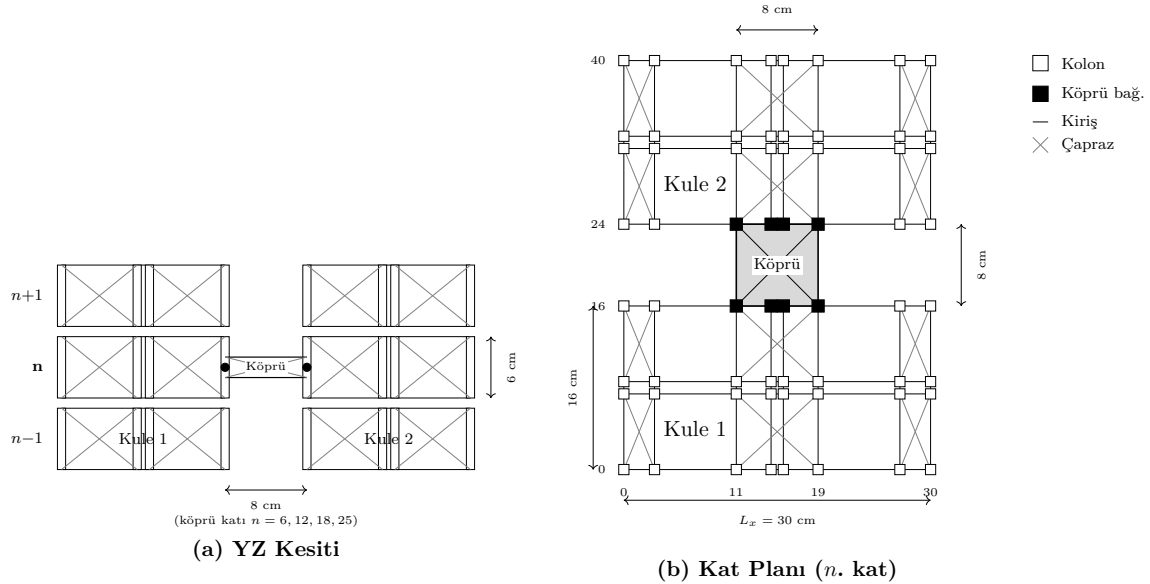 n+1
n
n−1
Köprü
Kule 1
Kule 2
6 cm
8 cm
(köprü katı n = 6, 12, 18, 25)
(a) YZ Kesiti
8 cm
40
24
16
0
Kule 2
Köprü
Kule 1
8 cm
16 cm
0
11
19
30
Lx = 30 cm
(b) Kat Planı (n. kat)
Kolon
Köprü bağ.
Kiriş
Çapraz